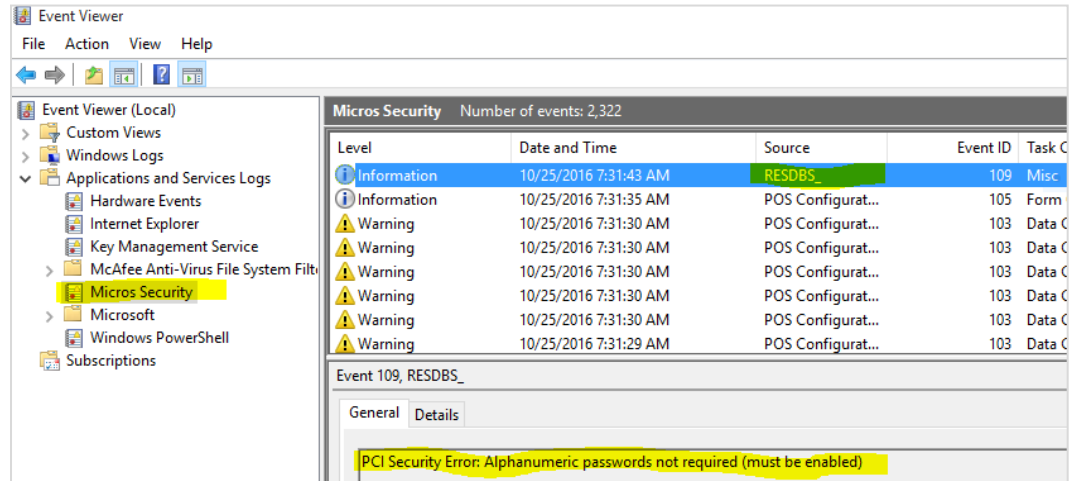 Event Viewer
File Action View Help
Event Viewer (Local)
Custom Views
Windows Logs
Applications and Services Logs
Hardware Events
Internet Explorer
Key Management Service
McAfee Anti-Virus File System Filt
Micros Security
Microsoft
Windows PowerShell
Subscriptions
Micros Security Number of events: 2,322
Level Date and Time Source Event ID Task C
Information 10/25/2016 7:31:43 AM RESDBS_ 109 Misc
Information 10/25/2016 7:31:35 AM POS Configurat... 105 Form
Warning 10/25/2016 7:31:30 AM POS Configurat... 103 Data C
Warning 10/25/2016 7:31:30 AM POS Configurat... 103 Data C
Warning 10/25/2016 7:31:30 AM POS Configurat... 103 Data C
Warning 10/25/2016 7:31:30 AM POS Configurat... 103 Data C
Warning 10/25/2016 7:31:30 AM POS Configurat... 103 Data C
Warning 10/25/2016 7:31:29 AM POS Configurat... 103 Data C
Event 109, RESDBS_
General Details
PCI Security Error: Alphanumeric passwords not required (must be enabled)